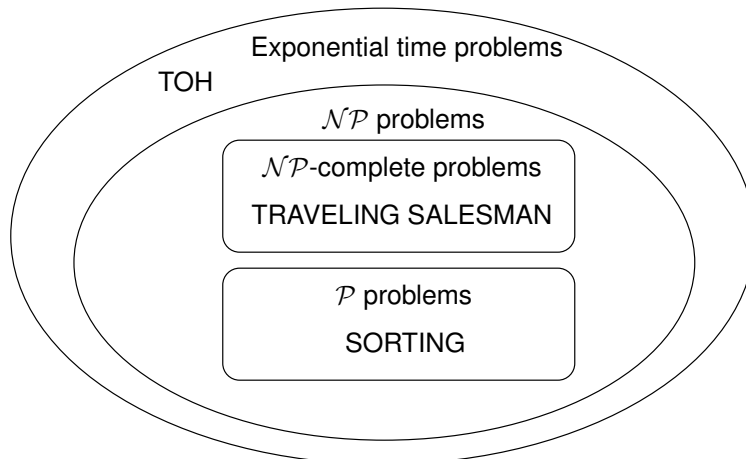 Exponential time problems
TOH
𝒩𝒫 problems
𝒩𝒫-complete problems
TRAVELING SALESMAN
𝒫 problems
SORTING